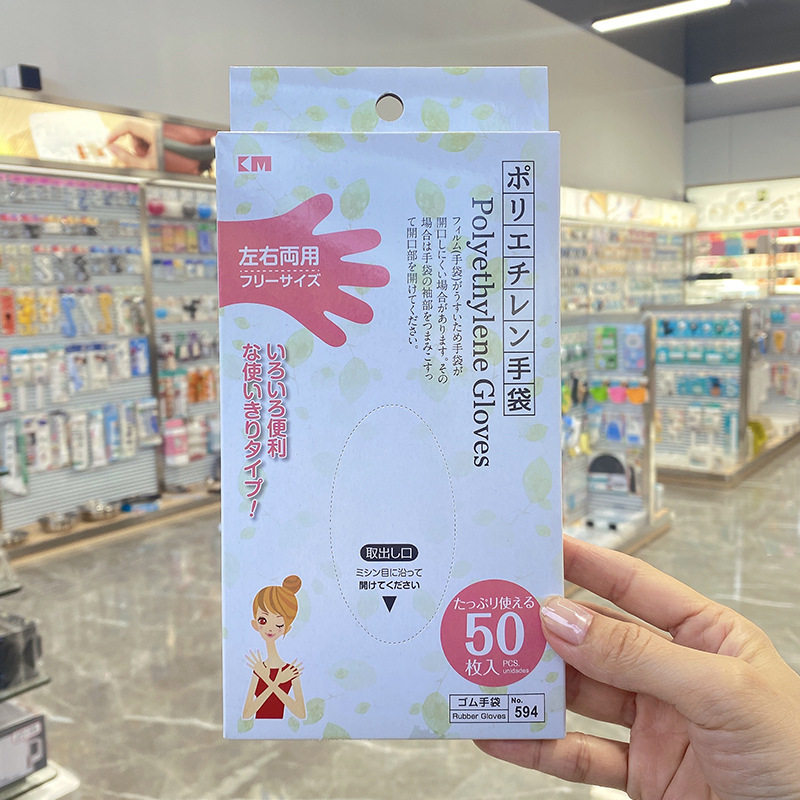 KM
ポリエチレン手袋
Polyethylene Gloves
フィルム(手袋)がうすいため手袋が
開口しにくい場合があります。その
場合は手袋の袖部をつまみこすっ
て開口部を開けてください。
左右両用
フリーサイズ
いろいろ便利
な使いきりタイプ!
取出し口
ミシン目に沿って
開けてください
たっぷり使える
50
枚入
PCS.
unidades
ゴム手袋
Rubber Gloves
No.
594